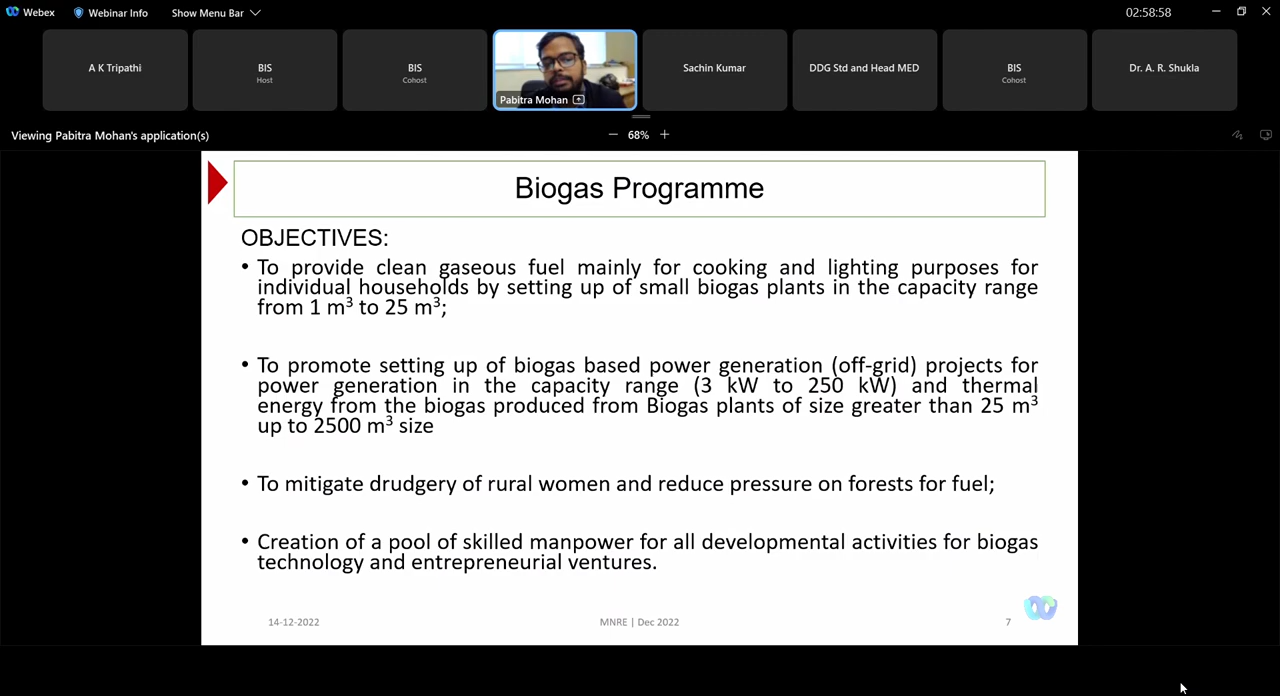 Webex Webinar Info Show Menu Bar 02:58:58
A K Tripathi
BIS
Host
BIS
Cohost
Pabitra Mohan
Sachin Kumar
DDG Std and Head MED
BIS
Cohost
Dr. A. R. Shukla
Viewing Pabitra Mohan's application(s)
68%
Biogas Programme
OBJECTIVES:
• To provide clean gaseous fuel mainly for cooking and lighting purposes for
individual households by setting up of small biogas plants in the capacity range
from 1 m³ to 25 m³;
• To promote setting up of biogas based power generation (off-grid) projects for
power generation in the capacity range (3 kW to 250 kW) and thermal
energy from the biogas produced from Biogas plants of size greater than 25 m³
up to 2500 m³ size
• To mitigate drudgery of rural women and reduce pressure on forests for fuel;
• Creation of a pool of skilled manpower for all developmental activities for biogas
technology and entrepreneurial ventures.
14-12-2022 MNRE | Dec 2022 7